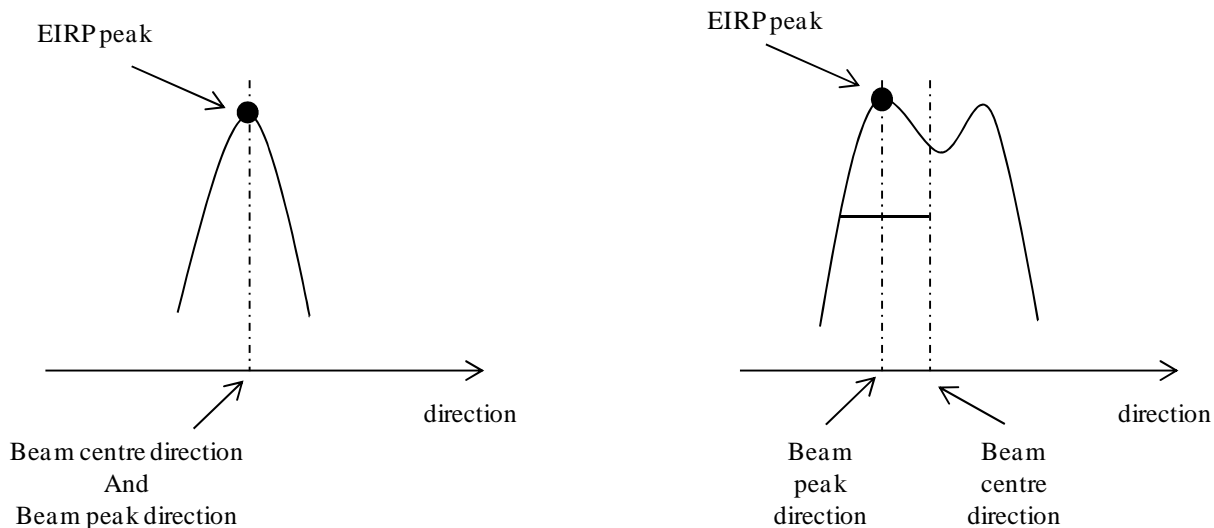 EIRP peak
direction
Beam centre direction
And
Beam peak direction
EIRP peak
direction
Beam
peak
direction
Beam
centre
direction